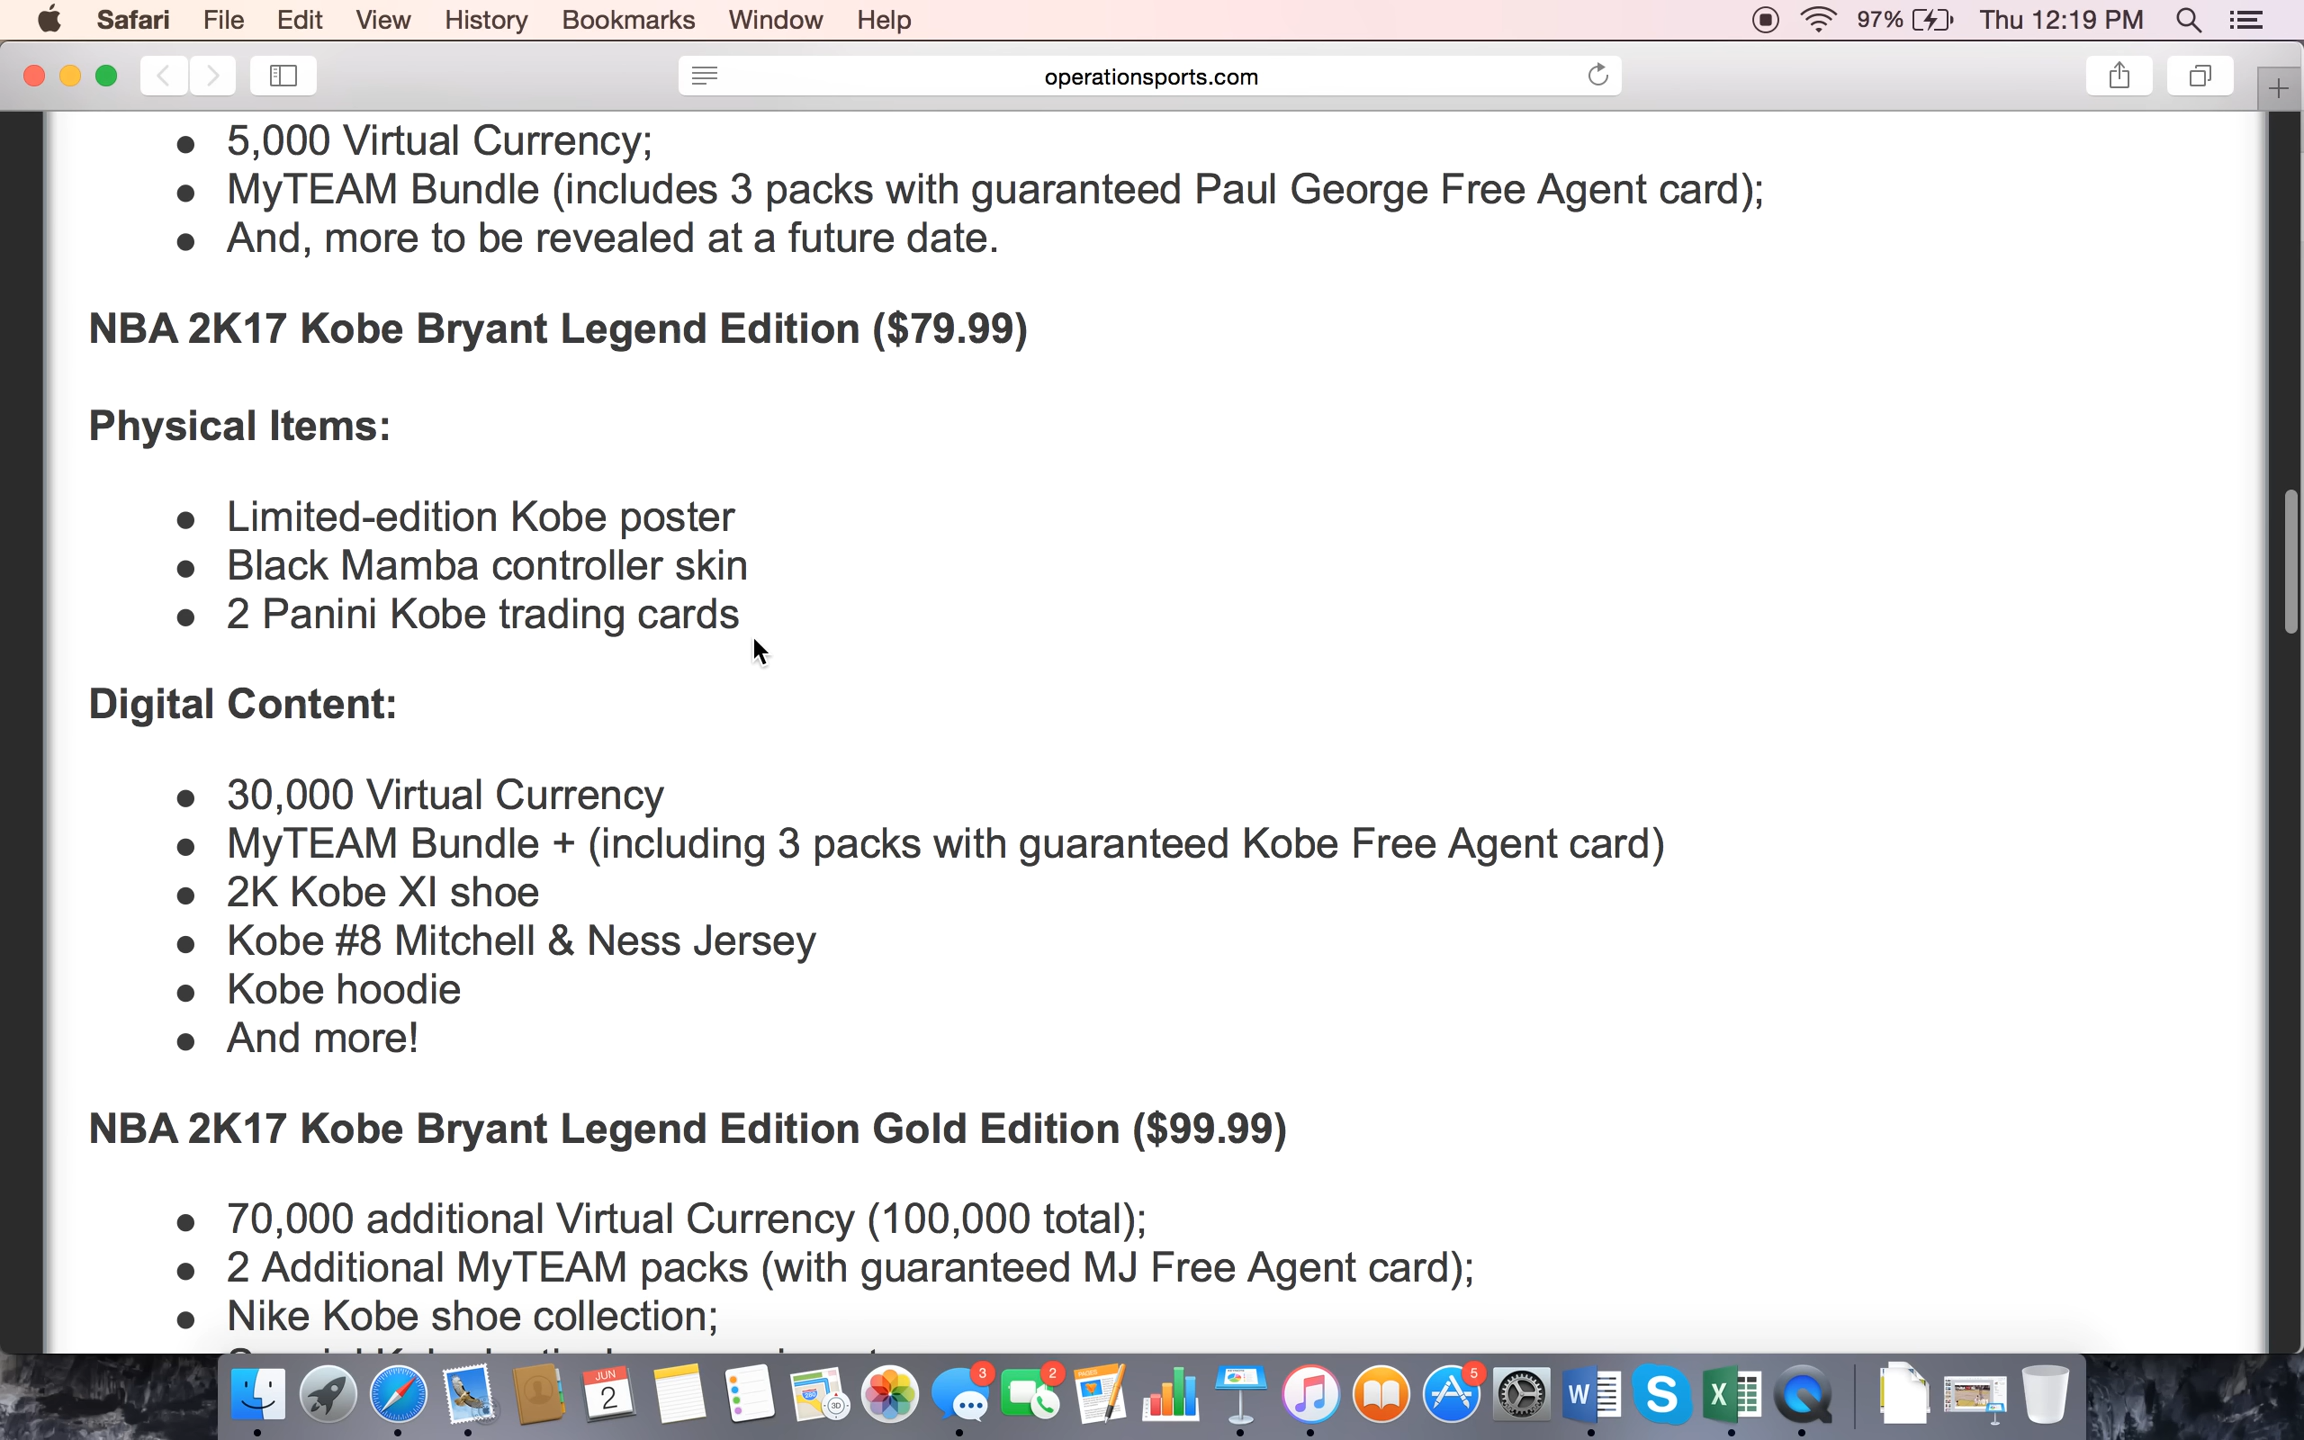 Safari File Edit View History Bookmarks Window Help 97% Thu 12:19 PM
operationsports.com
5,000 Virtual Currency;
MyTEAM Bundle (includes 3 packs with guaranteed Paul George Free Agent card);
And, more to be revealed at a future date.
NBA 2K17 Kobe Bryant Legend Edition ($79.99)
Physical Items:
Limited-edition Kobe poster
Black Mamba controller skin
2 Panini Kobe trading cards
Digital Content:
30,000 Virtual Currency
MyTEAM Bundle + (including 3 packs with guaranteed Kobe Free Agent card)
2K Kobe XI shoe
Kobe #8 Mitchell & Ness Jersey
Kobe hoodie
And more!
NBA 2K17 Kobe Bryant Legend Edition Gold Edition ($99.99)
70,000 additional Virtual Currency (100,000 total);
2 Additional MyTEAM packs (with guaranteed MJ Free Agent card);
Nike Kobe shoe collection;
JUN
2
3D
3
2
5
W
S
X